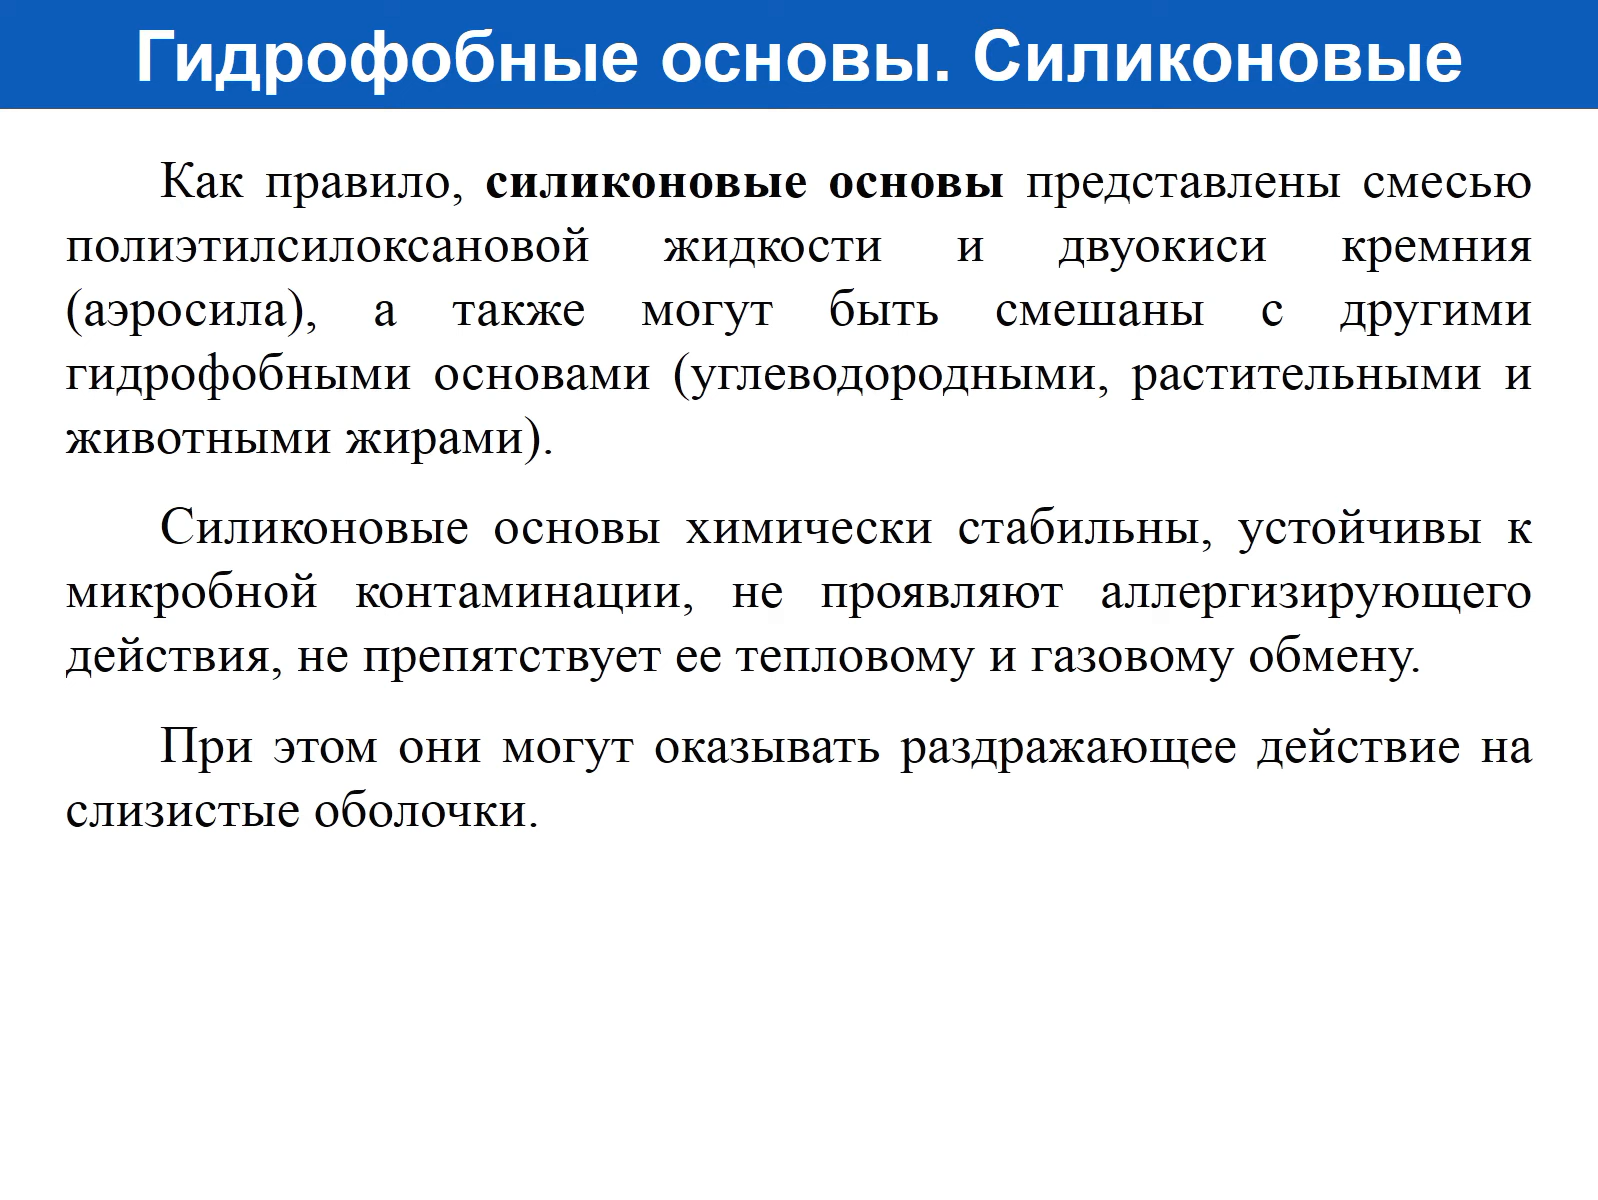 Гидрофобные основы. Силиконовые
Как правило, силиконовые основы представлены смесью
полиэтилсилоксановой жидкости и двуокиси кремния
(аэросила), а также могут быть смешаны с другими
гидрофобными основами (углеводородными, растительными и
животными жирами).
Силиконовые основы химически стабильны, устойчивы к
микробной контаминации, не проявляют аллергизирующего
действия, не препятствует ее тепловому и газовому обмену.
При этом они могут оказывать раздражающее действие на
слизистые оболочки.